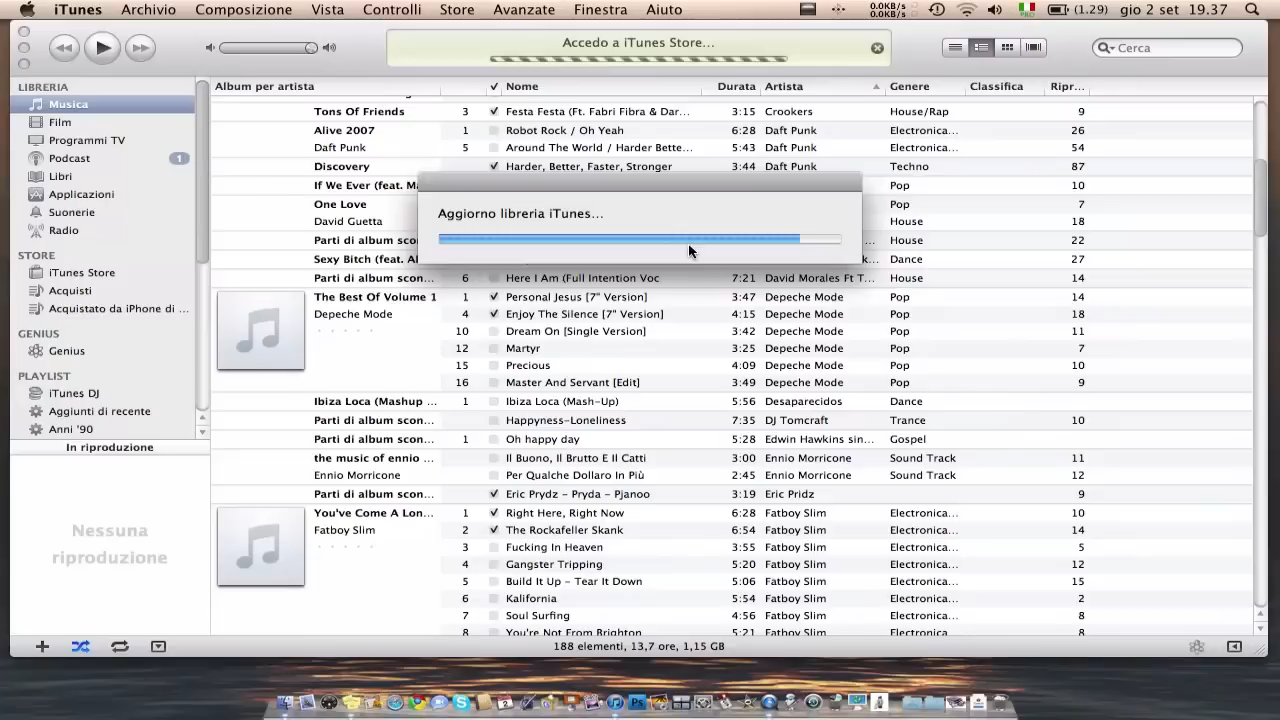 iTunes Archivio Composizione Vista Controlli Store Avanzate Finestra Aiuto 0.0KB/s 0.0KB/s (1.29) gio 2 set 19.37
Accedo a iTunes Store...
Cerca
LIBRERIA
Musica
Film
Programmi TV
Podcast 1
Libri
Applicazioni
Suonerie
Radio
STORE
iTunes Store
Acquisti
Acquistato da iPhone di ...
GENIUS
Genius
PLAYLIST
iTunes DJ
Aggiunti di recente
Anni '90
In riproduzione
Nessuna
riproduzione
Album per artista Nome Durata Artista Genere Classifica Ripr...
Tons Of Friends 3 Festa Festa (Ft. Fabri Fibra & Dar... 3:15 Crookers House/Rap 9
Alive 2007 1 Robot Rock / Oh Yeah 6:28 Daft Punk Electronica... 26
Daft Punk 5 Around The World / Harder Bette... 5:43 Daft Punk Electronica... 54
Discovery Harder, Better, Faster, Stronger 3:44 Daft Punk Techno 87
If We Ever (feat. Ma Pop 10
One Love Pop 7
David Guetta House 18
Parti di album scon House 22
Sexy Bitch (feat. A Dance 27
Aggiorno libreria iTunes...
6 Here I Am (Full Intention Voc 7:21 David Morales Ft T... House 14
Parti di album scon...
The Best Of Volume 1 1 Personal Jesus [7" Version] 3:47 Depeche Mode Pop 14
Depeche Mode 4 Enjoy The Silence [7" Version] 4:15 Depeche Mode Pop 18
10 Dream On [Single Version] 3:42 Depeche Mode Pop 11
12 Martyr 3:25 Depeche Mode Pop 7
15 Precious 4:09 Depeche Mode Pop 10
16 Master And Servant [Edit] 3:49 Depeche Mode Pop 9
Ibiza Loca (Mashup ... 1 Ibiza Loca (Mash-Up) 5:56 Desaparecidos Dance
Parti di album scon... Happyness-Loneliness 7:35 DJ Tomcraft Trance 10
Parti di album scon... 1 Oh happy day 5:28 Edwin Hawkins sin... Gospel
the music of ennio ... Il Buono, Il Brutto E Il Catti 3:00 Ennio Morricone Sound Track 11
Ennio Morricone Per Qualche Dollaro In Più 2:45 Ennio Morricone Sound Track 12
Parti di album scon... Eric Prydz - Pryda - Pjanoo 3:19 Eric Pridz 9
You've Come A Lon... 1 Right Here, Right Now 6:28 Fatboy Slim Electronica... 10
Fatboy Slim 2 The Rockafeller Skank 6:54 Fatboy Slim Electronica... 14
3 Fucking In Heaven 3:55 Fatboy Slim Electronica... 5
4 Gangster Tripping 5:20 Fatboy Slim Electronica... 12
5 Build It Up - Tear It Down 5:06 Fatboy Slim Electronica... 15
6 Kalifornia 5:54 Fatboy Slim Electronica... 2
7 Soul Surfing 4:56 Fatboy Slim Electronica... 8
8 You're Not From Brighton 5:21 Fatboy Slim Electronica... 8
188 elementi, 13,7 ore, 1,15 GB